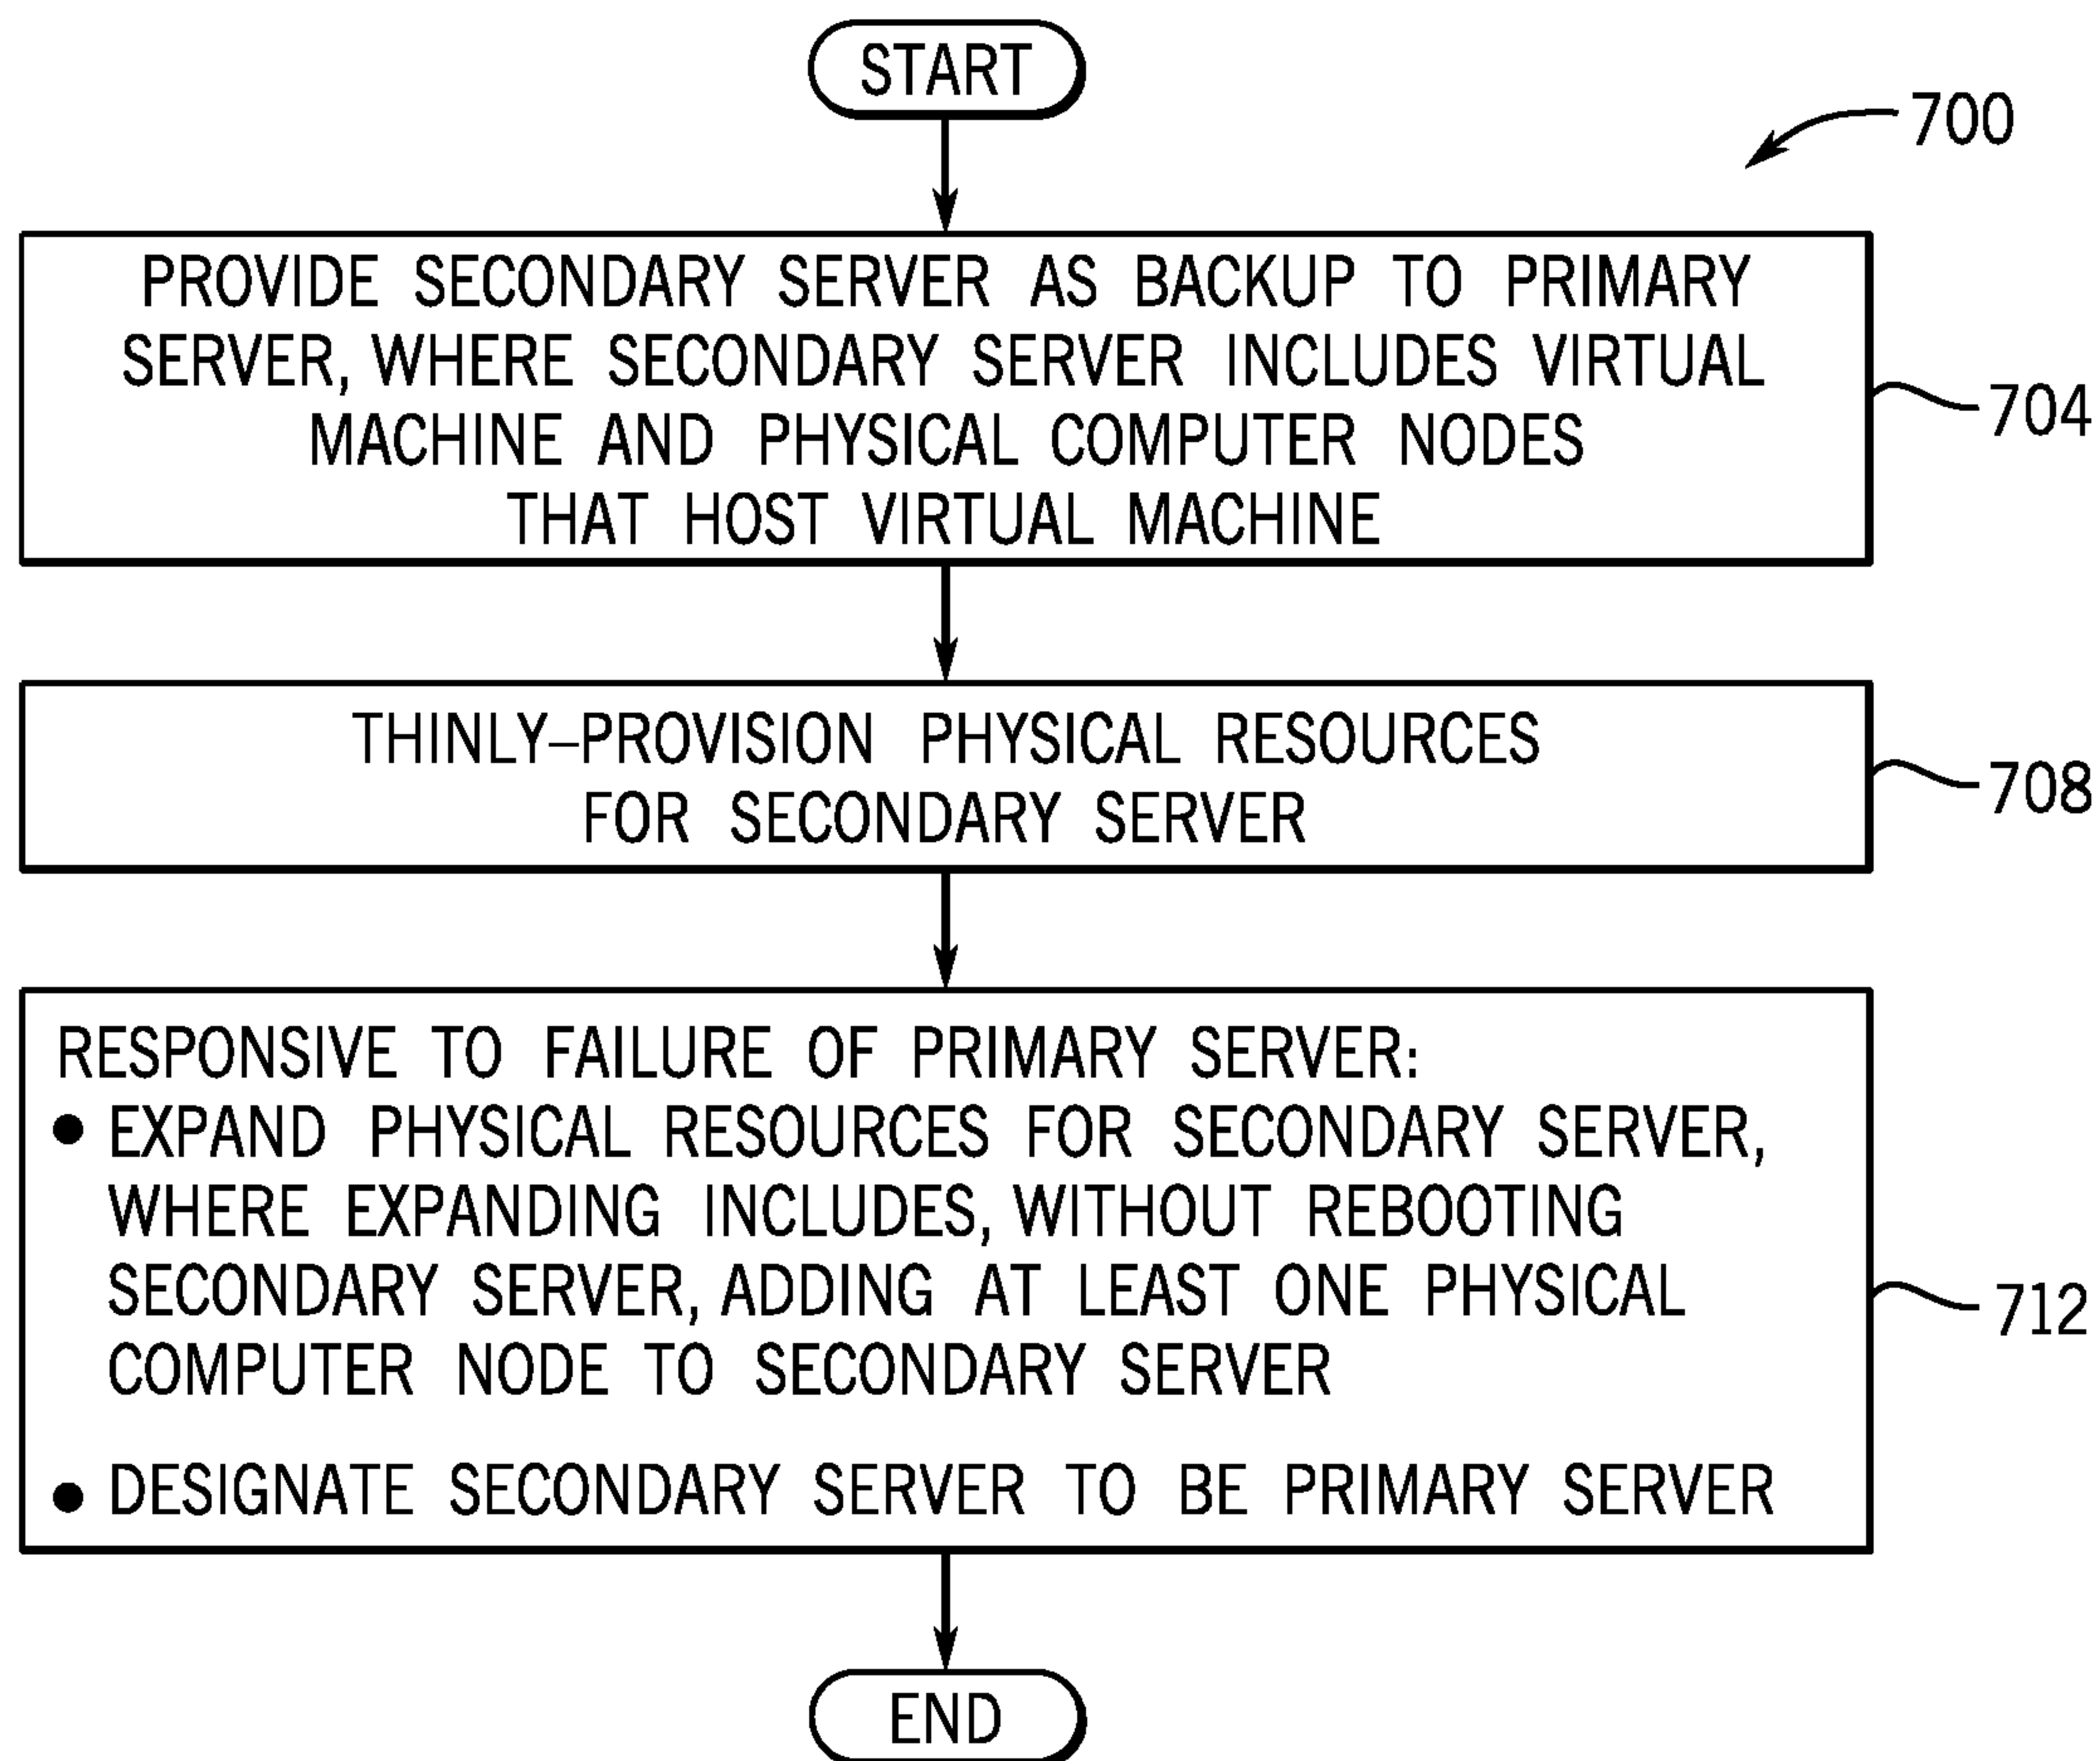 START
700
PROVIDE SECONDARY SERVER AS BACKUP TO PRIMARY
SERVER, WHERE SECONDARY SERVER INCLUDES VIRTUAL
MACHINE AND PHYSICAL COMPUTER NODES
THAT HOST VIRTUAL MACHINE
704
THINLY–PROVISION PHYSICAL RESOURCES
FOR SECONDARY SERVER
708
RESPONSIVE TO FAILURE OF PRIMARY SERVER:
● EXPAND PHYSICAL RESOURCES FOR SECONDARY SERVER,
WHERE EXPANDING INCLUDES, WITHOUT REBOOTING
SECONDARY SERVER, ADDING AT LEAST ONE PHYSICAL
COMPUTER NODE TO SECONDARY SERVER
● DESIGNATE SECONDARY SERVER TO BE PRIMARY SERVER
712
END